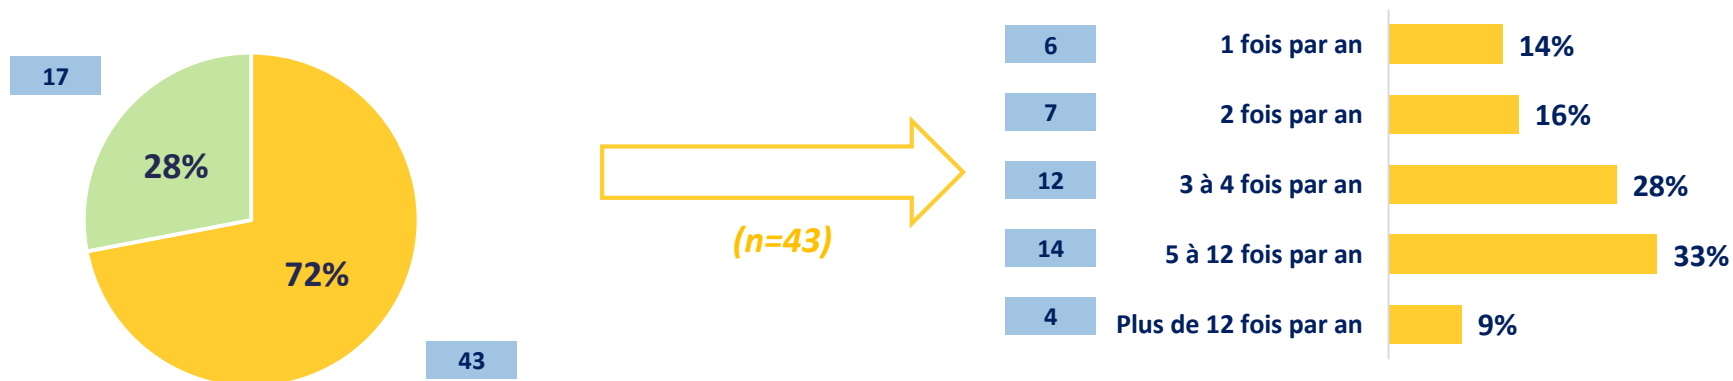 17
28%
72%
43
(n=43)
6 1 fois par an 14%
7 2 fois par an 16%
12 3 à 4 fois par an 28%
14 5 à 12 fois par an 33%
4 Plus de 12 fois par an 9%